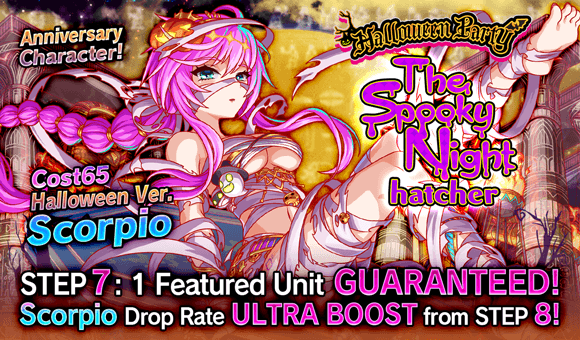 Anniversary
Character!
Halloween Party
The
Spooky
Night
hatcher
Cost65
Halloween Ver.
Scorpio
STEP 7: 1 Featured Unit GUARANTEED!
Scorpio Drop Rate ULTRA BOOST from STEP 8!